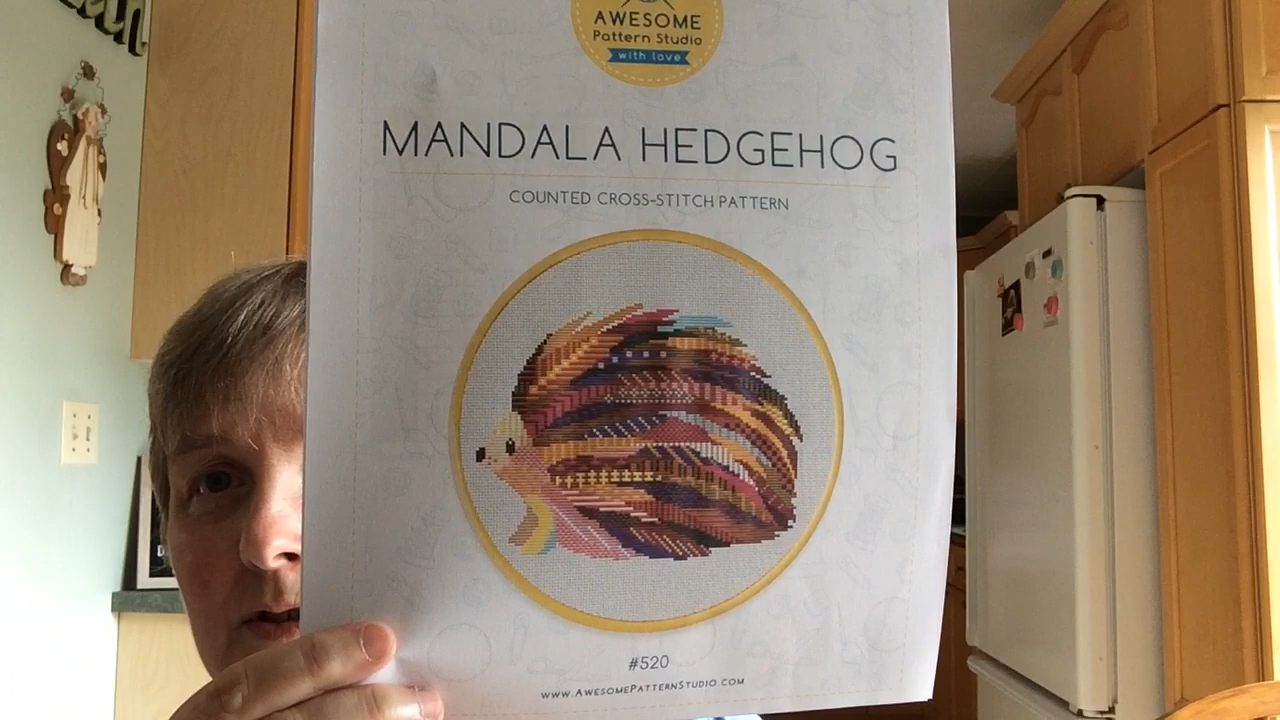 AWESOME
Pattern Studio
with love
MANDALA HEDGEHOG
COUNTED CROSS-STITCH PATTERN
#520
www.AwesomePatternStudio.com